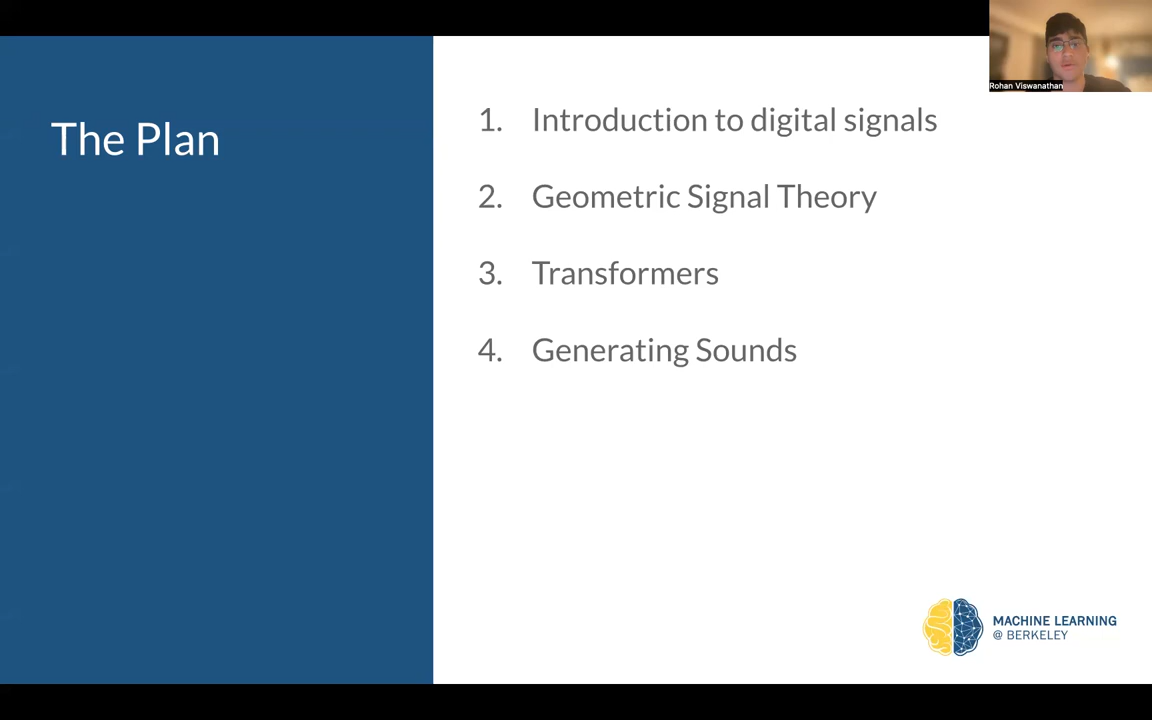 The Plan
1. Introduction to digital signals
2. Geometric Signal Theory
3. Transformers
4. Generating Sounds
Rohan Viswanathan
MACHINE LEARNING
@ BERKELEY